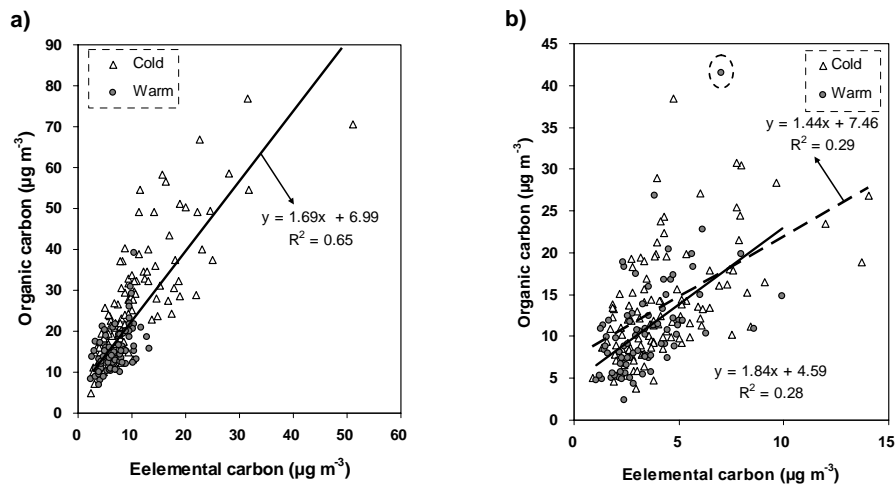 a)
Organic carbon (µg m-3)
90
80
70
60
50
40
30
20
10
0
Cold
Warm
y = 1.69x + 6.99
R2 = 0.65
0 10 20 30 40 50 60
Eelemental carbon (µg m-3)
b)
Organic carbon (µg m-3)
45
40
35
30
25
20
15
10
5
0
Cold
Warm
y = 1.44x + 7.46
R2 = 0.29
y = 1.84x + 4.59
R2 = 0.28
0 5 10 15
Eelemental carbon (µg m-3)